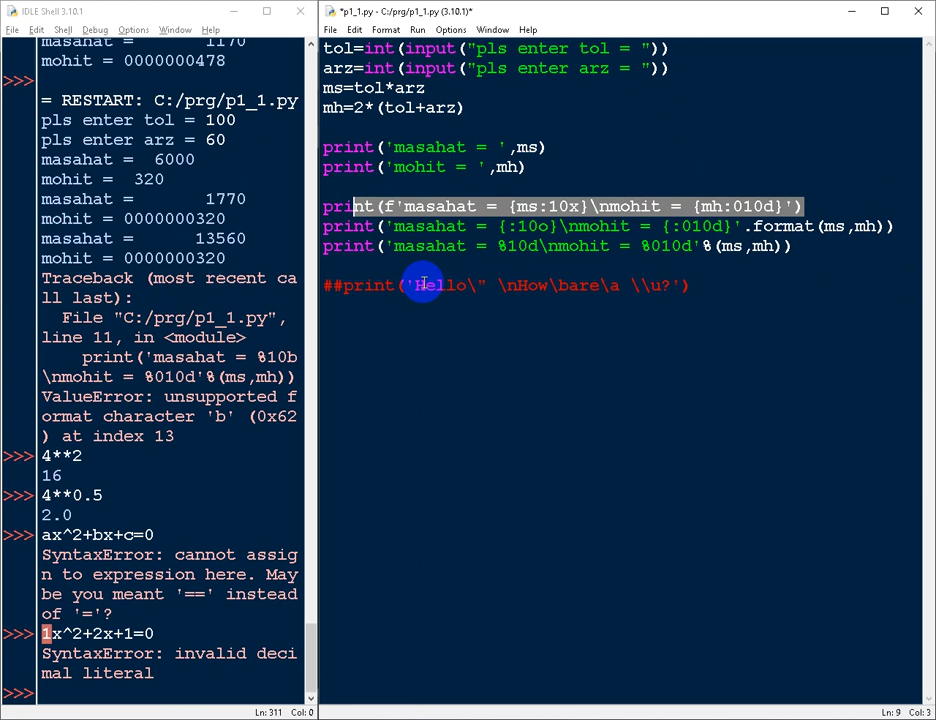 IDLE Shell 3.10.1
File Edit Shell Debug Options Window Help
masahat =         1170
mohit = 0000000478
>>>
= RESTART: C:/prg/p1_1.py
pls enter tol = 100
pls enter arz = 60
masahat =  6000
mohit =  320
masahat =         1770
mohit = 0000000320
masahat =        13560
mohit = 0000000320
Traceback (most recent ca
ll last):
  File "C:/prg/p1_1.py",
line 11, in <module>
    print('masahat = %10b
\nmohit = %010d'%(ms,mh))
ValueError: unsupported f
ormat character 'b' (0x62
) at index 13
>>> 4**2
16
>>> 4**0.5
2.0
>>> ax^2+bx+c=0
SyntaxError: cannot assig
n to expression here. May
be you meant '==' instead
of '='?
>>> 1x^2+2x+1=0
SyntaxError: invalid deci
mal literal
>>>
Ln: 311 Col: 0
*p1_1.py - C:/prg/p1_1.py (3.10.1)*
File Edit Format Run Options Window Help
tol=int(input("pls enter tol = "))
arz=int(input("pls enter arz = "))
ms=tol*arz
mh=2*(tol+arz)
print('masahat = ',ms)
print('mohit = ',mh)
print(f'masahat = {ms:10x}\nmohit = {mh:010d}')
print('masahat = {:10o}\nmohit = {:010d}'.format(ms,mh))
print('masahat = %10d\nmohit = %010d'%(ms,mh))
##print('Hello\" \nHow\bare\a \\u?')
Ln: 9 Col: 3